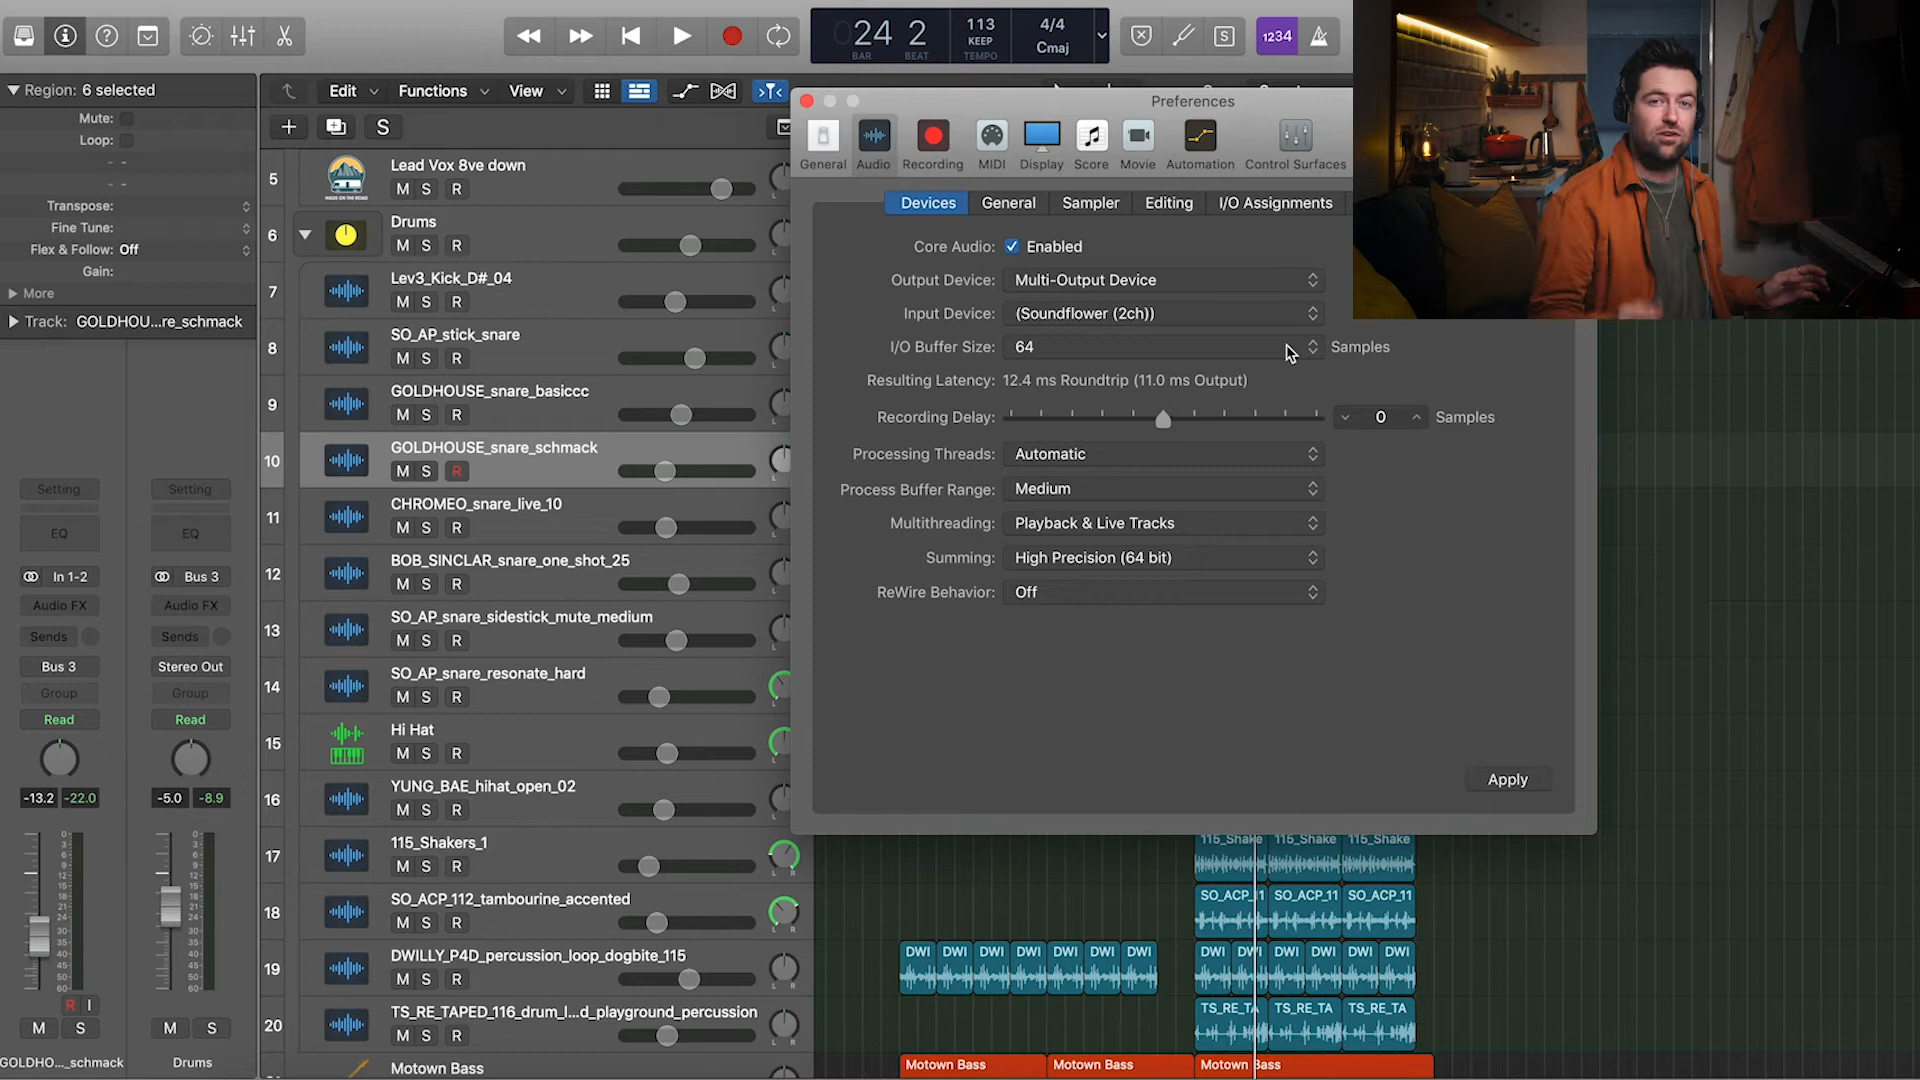 24 2
BAR BEAT
113
KEEP
TEMPO
4/4
Cmaj
S
1234
Region: 6 selected
Mute:
Loop:
Transpose:
Fine Tune:
Flex & Follow: Off
Gain:
More
Track: GOLDHOU...re_schmack
Setting
EQ
In 1-2
Audio FX
Sends
Bus 3
Group
Read
-13.2 -22.0
R I
M S
GOLDHO..._schmack
Setting
EQ
Bus 3
Audio FX
Sends
Stereo Out
Group
Read
-5.0 -8.9
M S
Drums
Edit Functions View
S
5 Lead Vox 8ve down
M S R
6 Drums
M S R
7 Lev3_Kick_D#_04
M S R
8 SO_AP_stick_snare
M S R
9 GOLDHOUSE_snare_basiccc
M S R
10 GOLDHOUSE_snare_schmack
M S R
11 CHROMEO_snare_live_10
M S R
12 BOB_SINCLAR_snare_one_shot_25
M S R
13 SO_AP_snare_sidestick_mute_medium
M S R
14 SO_AP_snare_resonate_hard
M S R
15 Hi Hat
M S R
16 YUNG_BAE_hihat_open_02
M S R
17 115_Shakers_1
M S R
18 SO_ACP_112_tambourine_accented
M S R
19 DWILLY_P4D_percussion_loop_dogbite_115
M S R
20 TS_RE_TAPED_116_drum_l...d_playground_percussion
M S R
Motown Bass
Preferences
General Audio Recording MIDI Display Score Movie Automation Control Surfaces
Devices General Sampler Editing I/O Assignments
Core Audio: Enabled
Output Device: Multi-Output Device
Input Device: (Soundflower (2ch))
I/O Buffer Size: 64 Samples
Resulting Latency: 12.4 ms Roundtrip (11.0 ms Output)
Recording Delay: 0 Samples
Processing Threads: Automatic
Process Buffer Range: Medium
Multithreading: Playback & Live Tracks
Summing: High Precision (64 bit)
ReWire Behavior: Off
Apply
115_Shake 115_Shake 115_Shake
SO_ACP_11 SO_ACP_11 SO_ACP_11
DWI DWI DWI DWI DWI DWI DWI DWI DWI DWI DWI DWI DWI
TS_RE_TA TS_RE_TA TS_RE_TA
Motown Bass Motown Bass Motown Bass